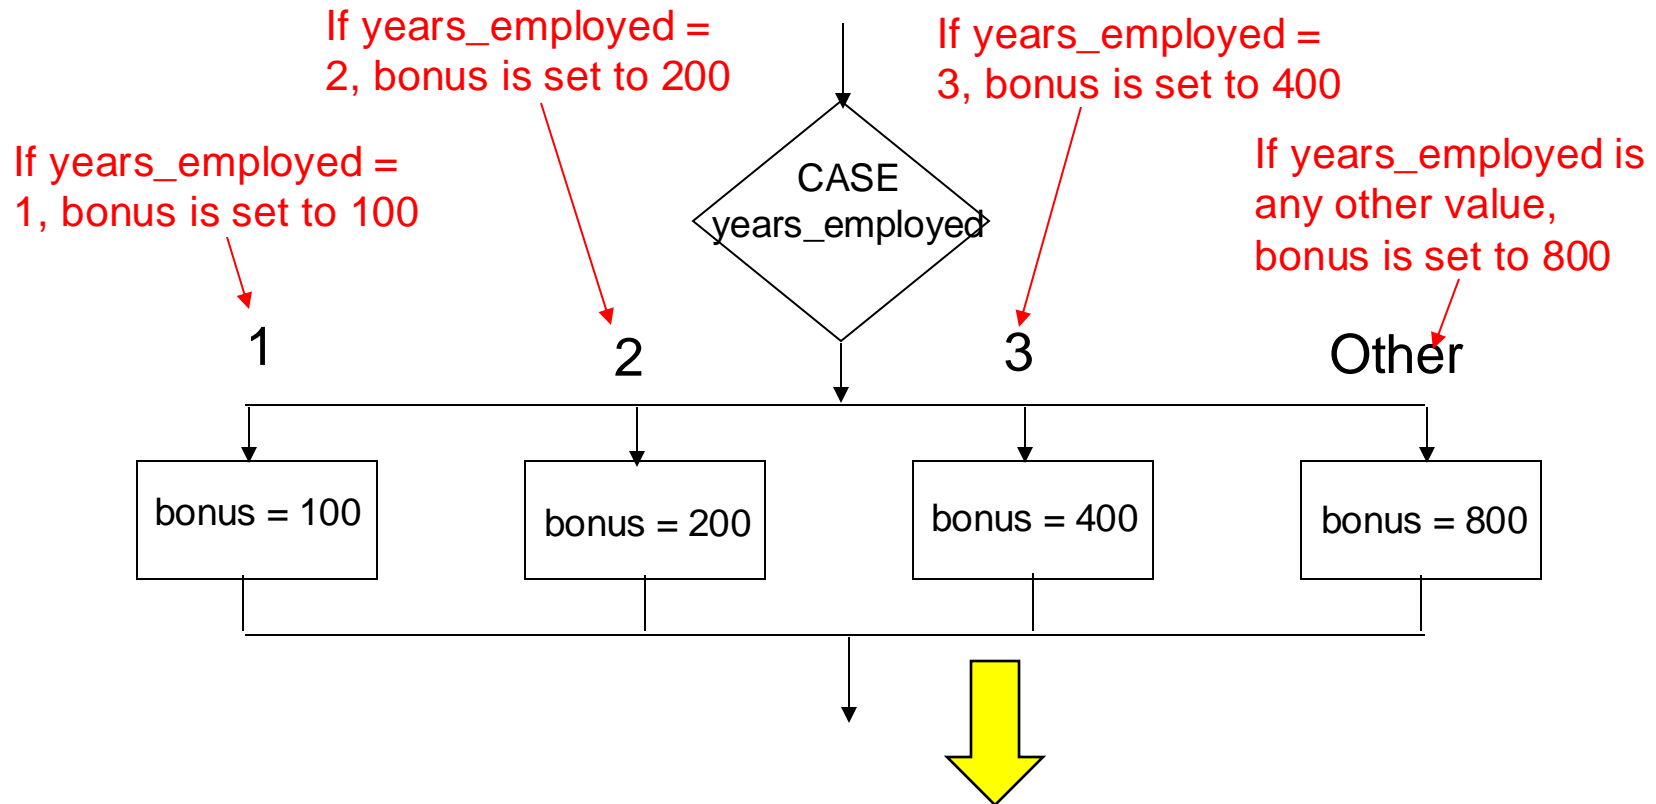 If years_employed =
2, bonus is set to 200
If years_employed =
3, bonus is set to 400
If years_employed =
1, bonus is set to 100
CASE
years_employed
If years_employed is
any other value,
bonus is set to 800
1
2
3
Other
bonus = 100
bonus = 200
bonus = 400
bonus = 800